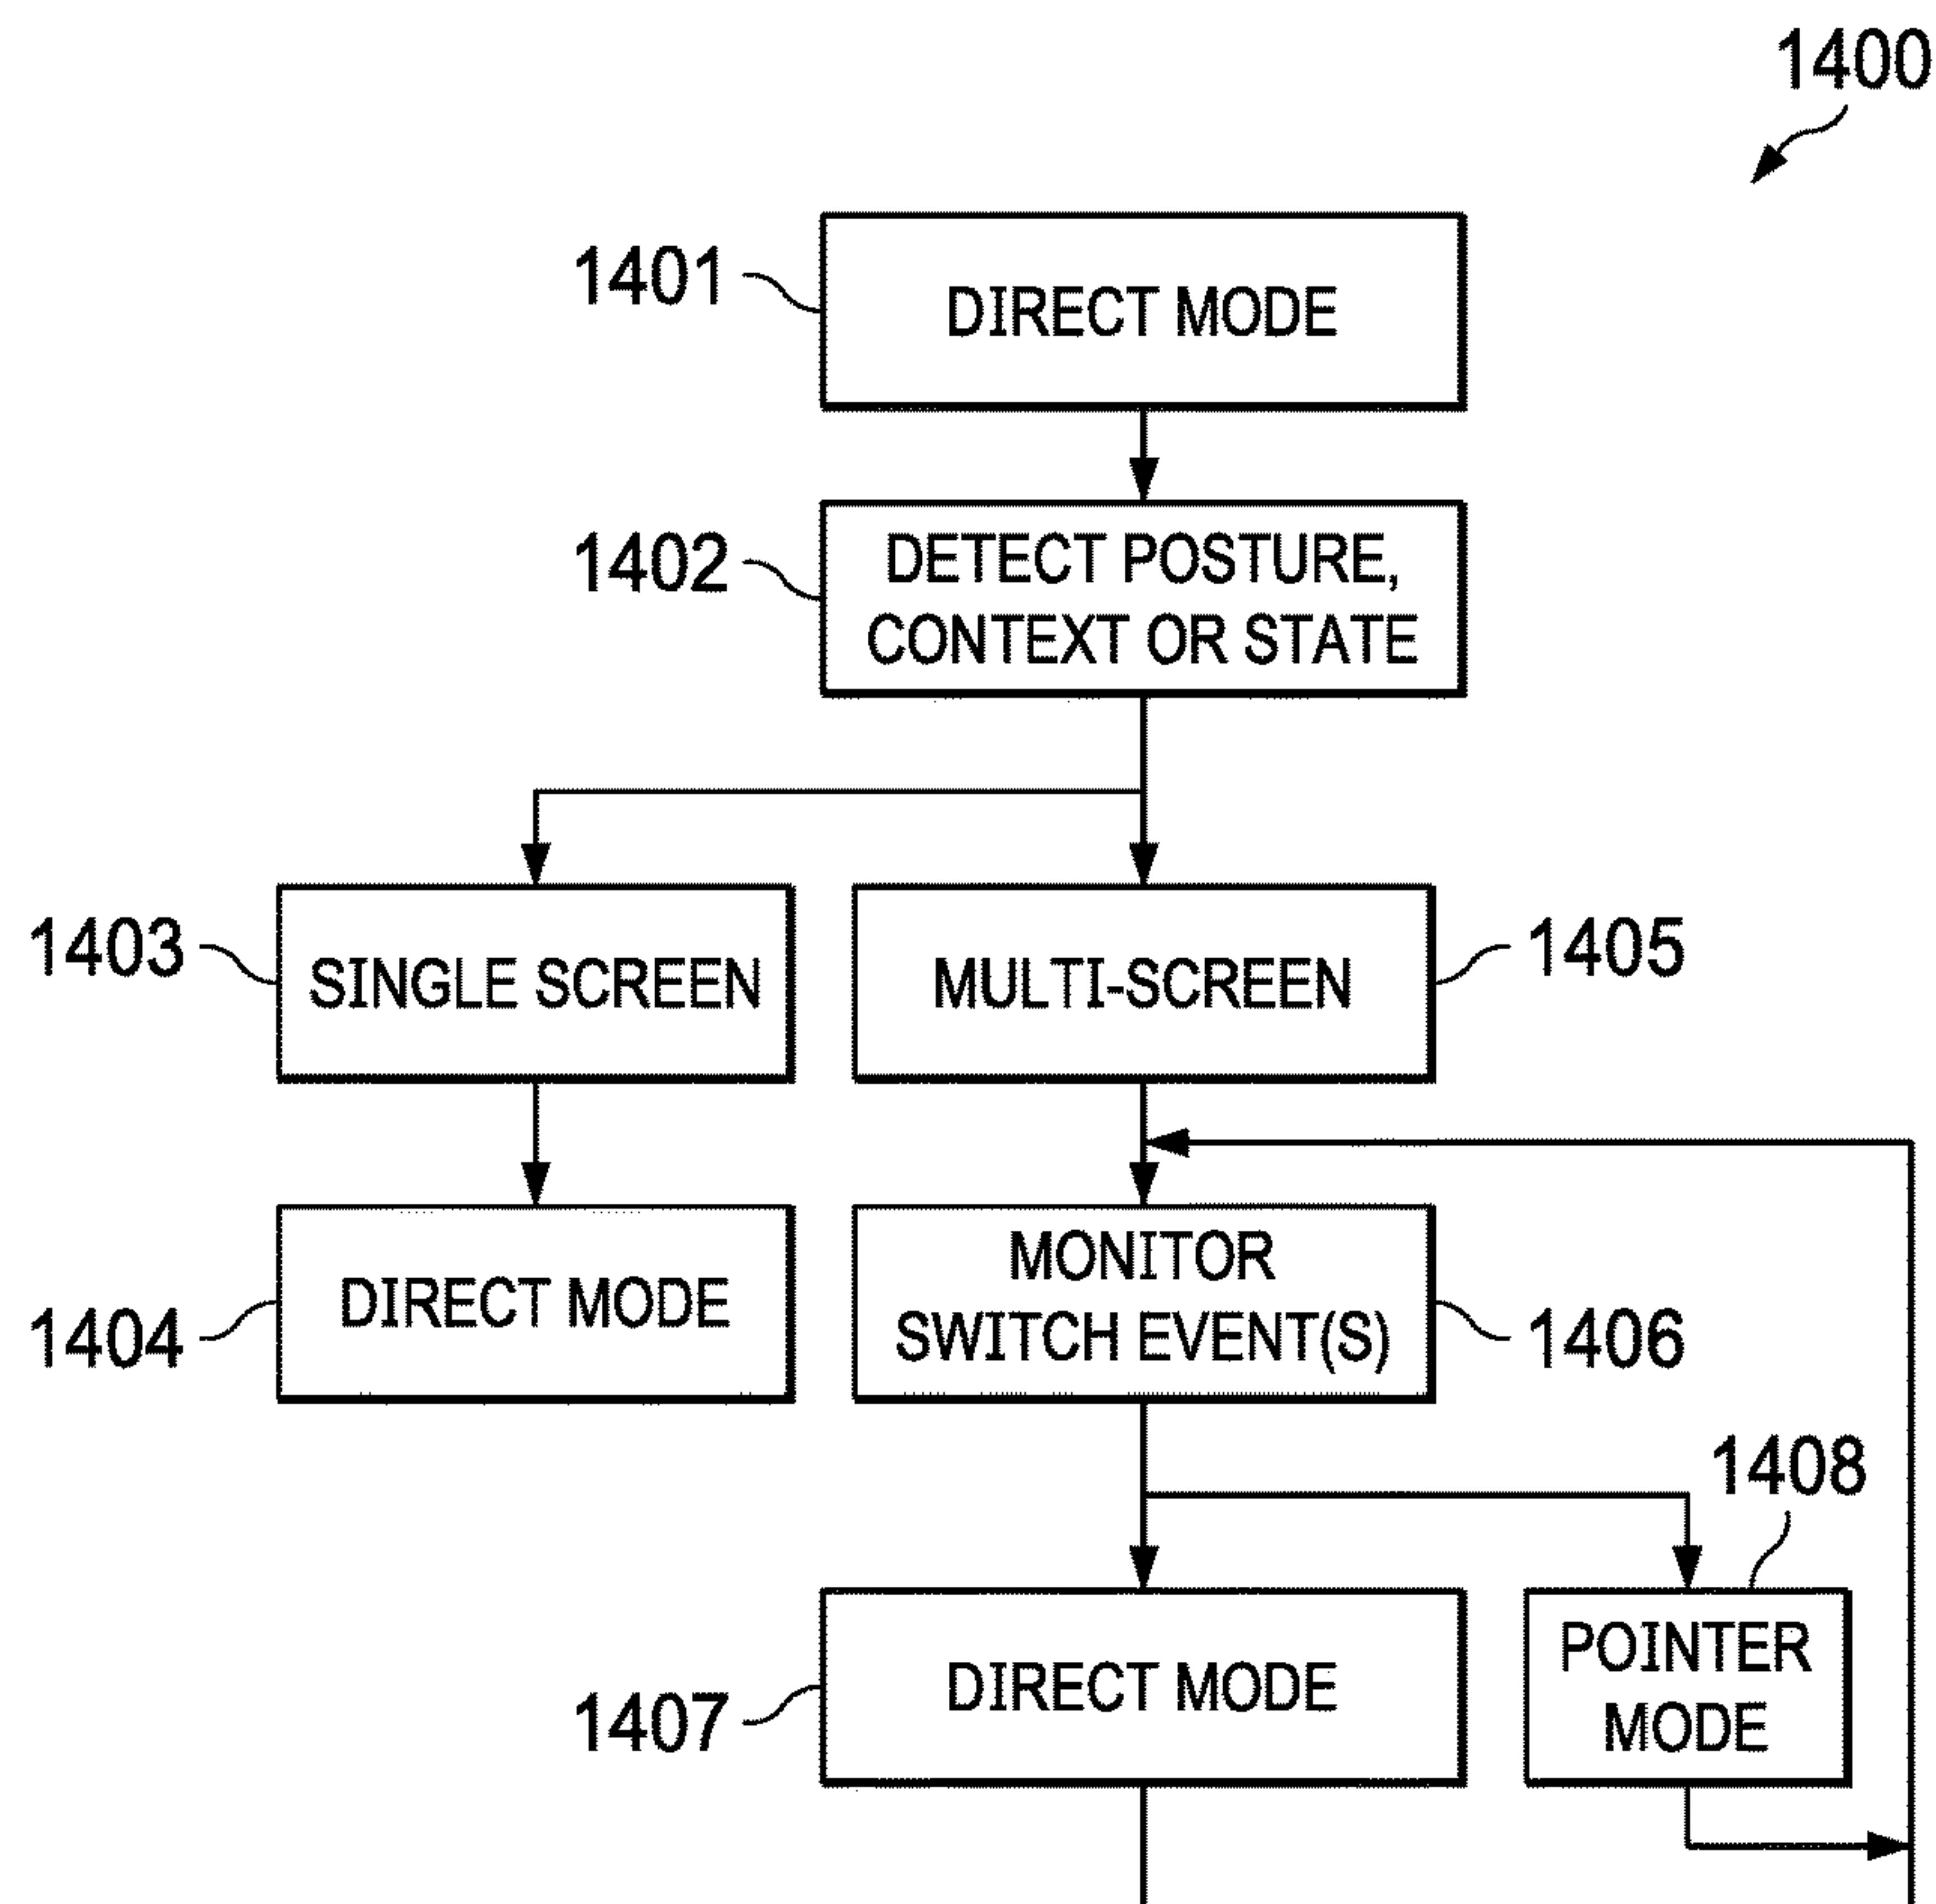 1400
1401
DIRECT MODE
1402
DETECT POSTURE,
CONTEXT OR STATE
1403
SINGLE SCREEN
MULTI-SCREEN
1405
1404
DIRECT MODE
MONITOR
SWITCH EVENT(S)
1406
1408
1407
DIRECT MODE
POINTER
MODE